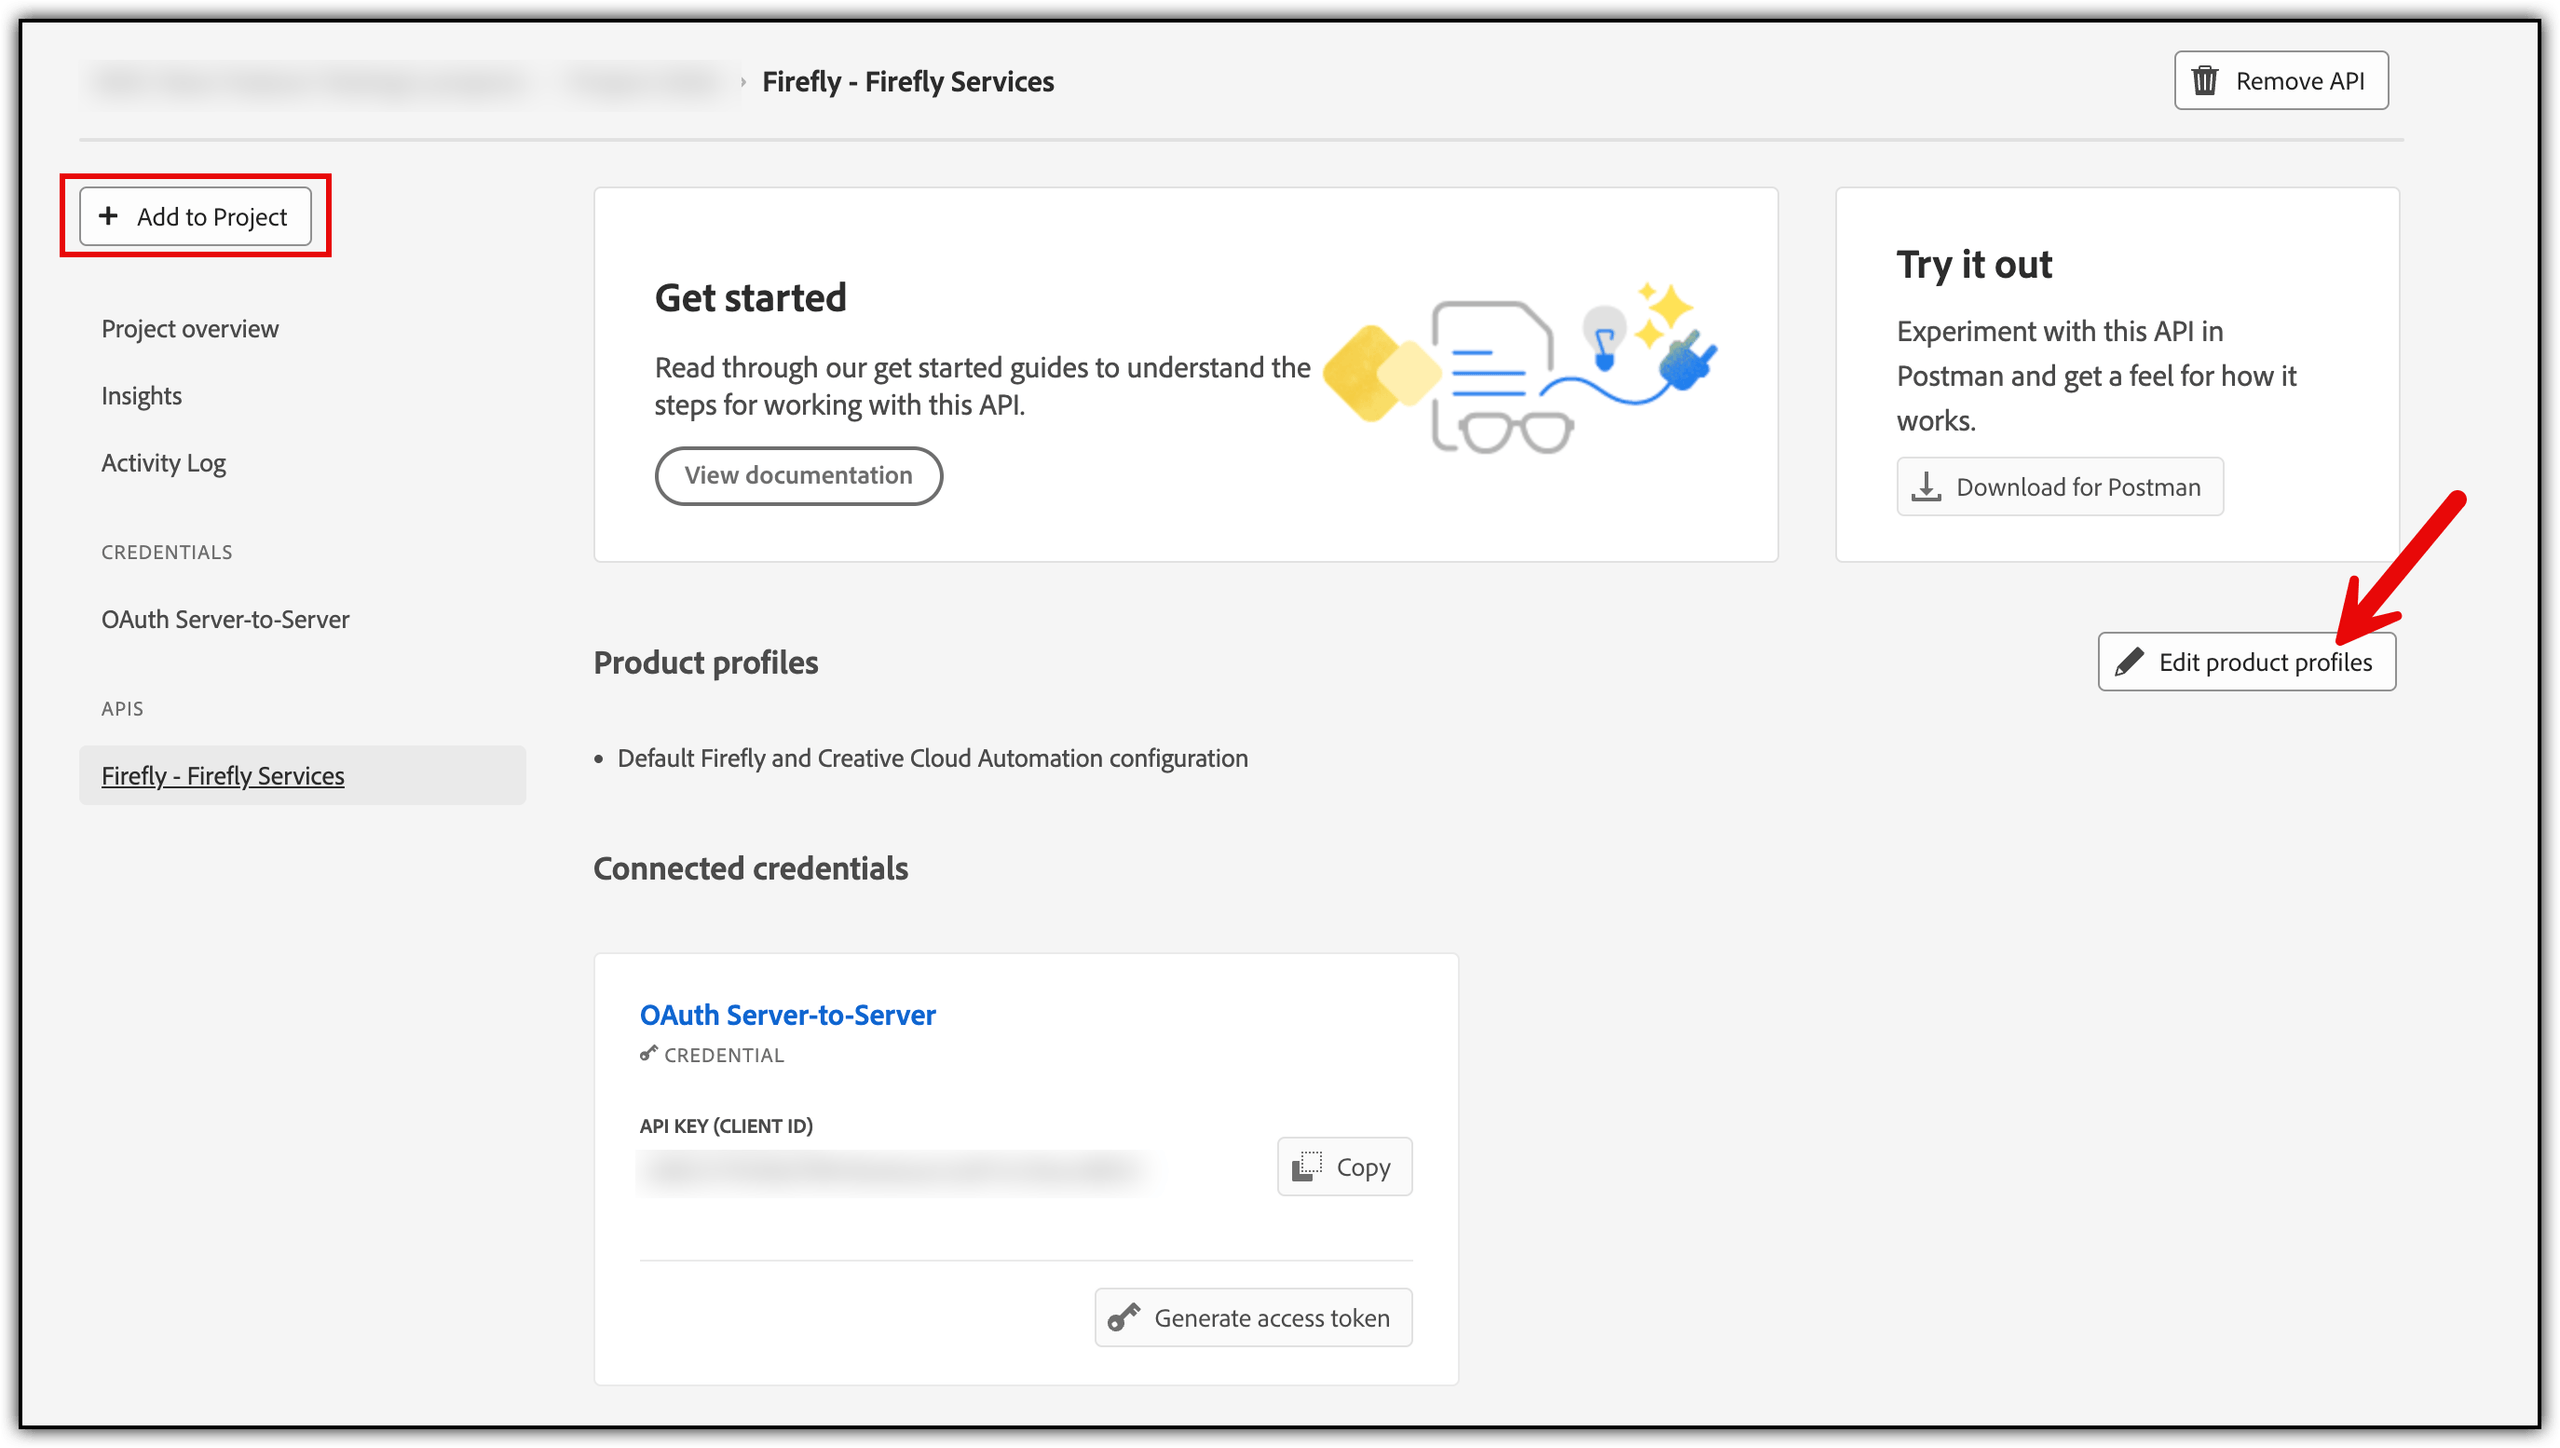 › Firefly - Firefly Services
Remove API
+ Add to Project
Project overview
Insights
Activity Log
CREDENTIALS
OAuth Server-to-Server
APIS
Firefly - Firefly Services
Get started
Read through our get started guides to understand the
steps for working with this API.
View documentation
Try it out
Experiment with this API in
Postman and get a feel for how it
works.
Download for Postman
Product profiles
Edit product profiles
• Default Firefly and Creative Cloud Automation configuration
Connected credentials
OAuth Server-to-Server
CREDENTIAL
API KEY (CLIENT ID)
Copy
Generate access token